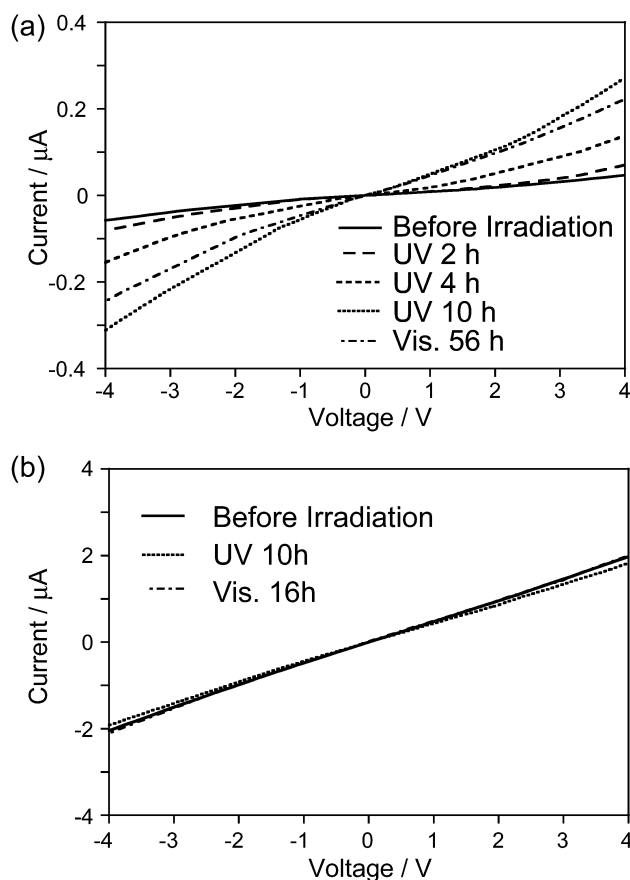 (a)
0.4
0.2
0
-0.2
-0.4
Current / μA
Before Irradiation
UV 2 h
UV 4 h
UV 10 h
Vis. 56 h
-4 -3 -2 -1 0 1 2 3 4
Voltage / V
(b)
4
2
0
-2
-4
Current / μA
Before Irradiation
UV 10h
Vis. 16h
-4 -3 -2 -1 0 1 2 3 4
Voltage / V